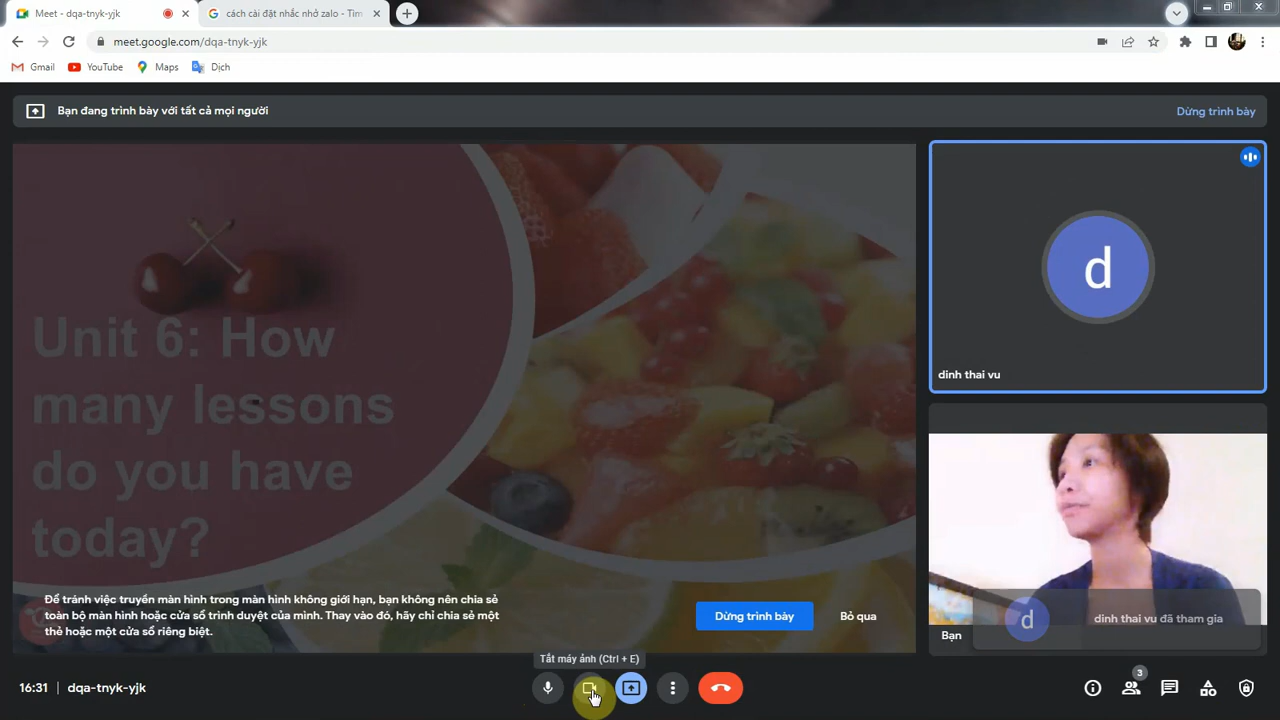 Meet - dqa-tnyk-yjk
cách cài đặt nhắc nhở zalo - Tìm
meet.google.com/dqa-tnyk-yjk
Gmail
YouTube
Maps
Dịch
Bạn đang trình bày với tất cả mọi người
Dừng trình bày
Unit 6: How
many lessons
do you have
today?
d
dinh thai vu
Để tránh việc truyền màn hình trong màn hình không giới hạn, bạn không nên chia sẻ
toàn bộ màn hình hoặc cửa sổ trình duyệt của mình. Thay vào đó, hãy chỉ chia sẻ một
thẻ hoặc một cửa sổ riêng biệt.
Dừng trình bày
Bỏ qua
d
dinh thai vu đã tham gia
Bạn
Tắt máy ảnh (Ctrl + E)
3
16:31 | dqa-tnyk-yjk